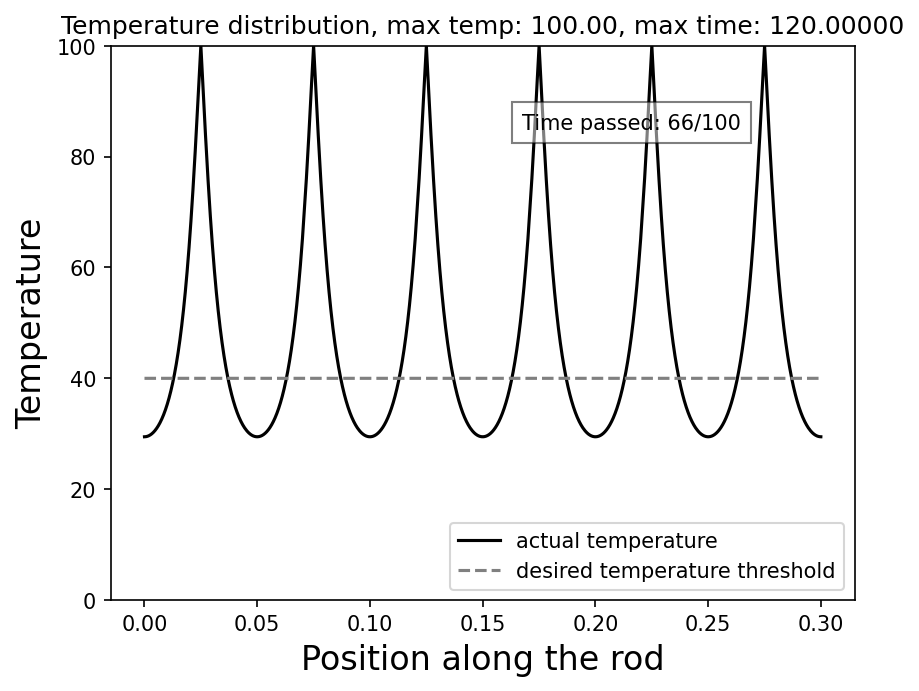 Temperature distribution, max temp: 100.00, max time: 120.00000
Temperature
100
80
60
40
20
0
Time passed: 66/100
actual temperature
desired temperature threshold
0.00 0.05 0.10 0.15 0.20 0.25 0.30
Position along the rod